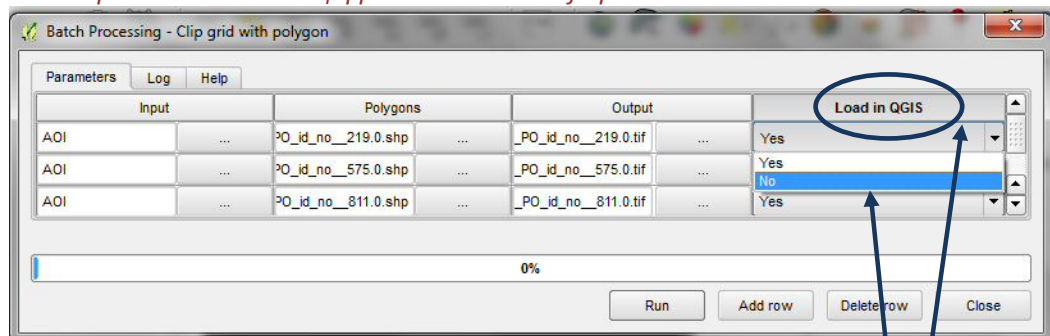 Batch Processing - Clip grid with polygon
Parameters Log Help
Input Polygons Output Load in QGIS
AOI ... PO_id_no__219.0.shp ... _PO_id_no__219.0.tif ... Yes
Yes
AOI ... PO_id_no__575.0.shp ... _PO_id_no__575.0.tif ...
No
AOI ... PO_id_no__811.0.shp ... _PO_id_no__811.0.tif ... Yes
0%
Run Add row Delete row Close